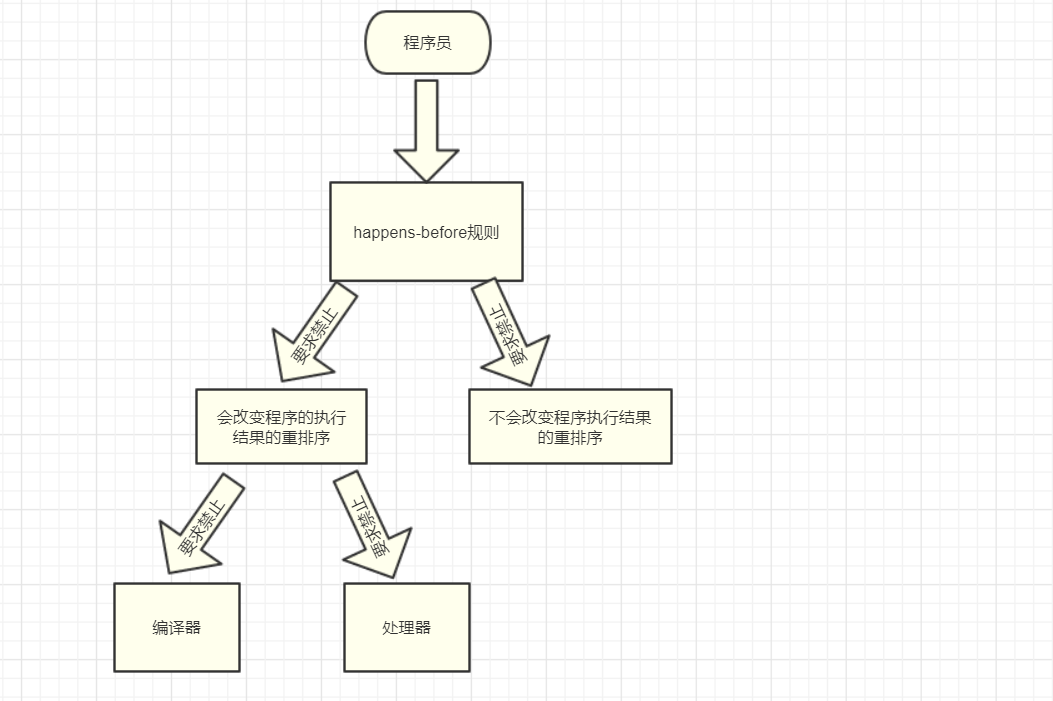 程序员
happens-before规则
要求禁止
要求禁止
会改变程序的执行
结果的重排序
不会改变程序执行结果
的重排序
要求禁止
要求禁止
编译器
处理器